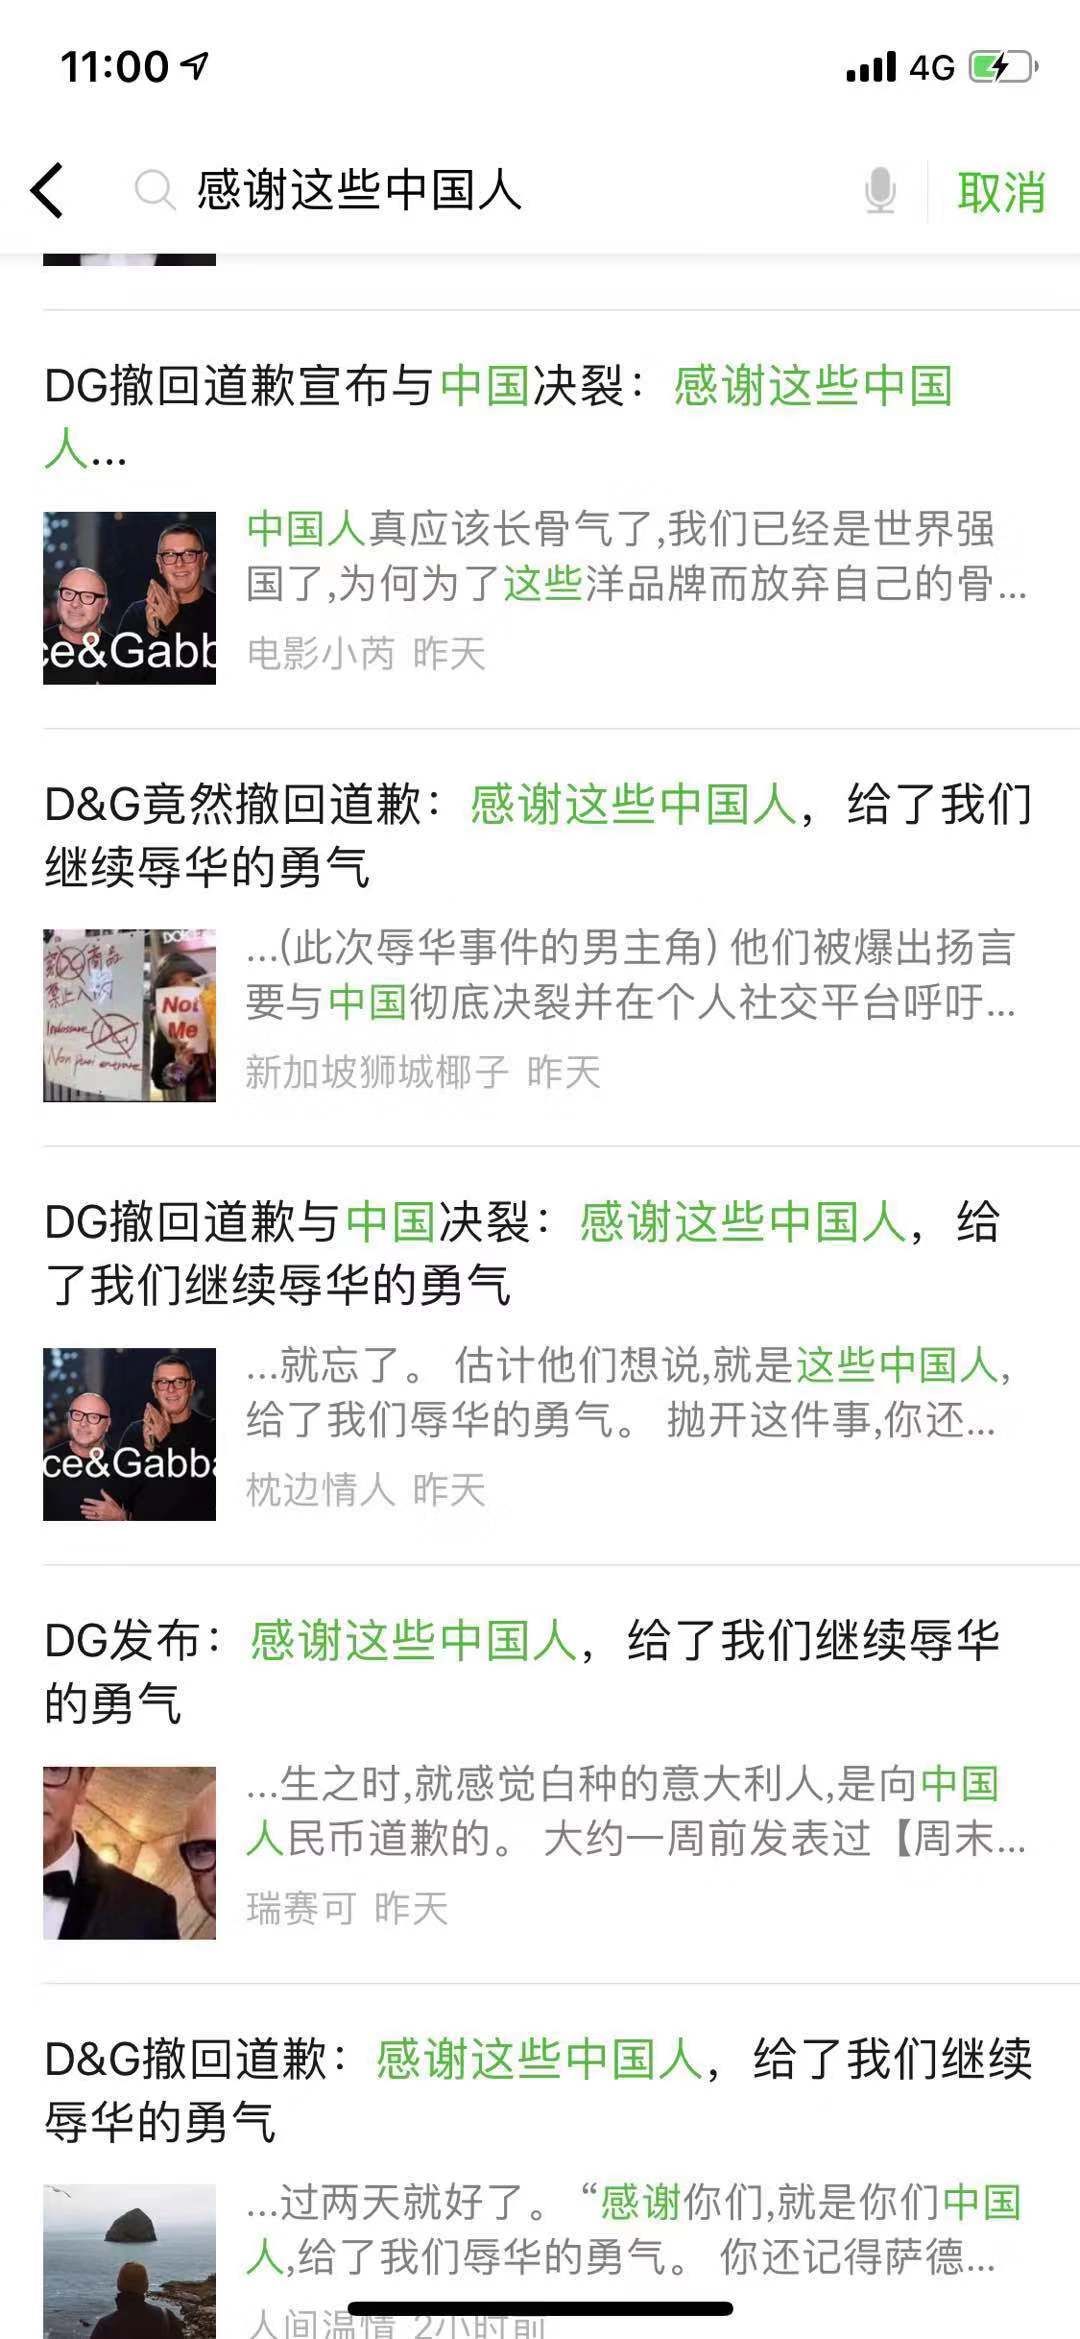 11:00
4G
感谢这些中国人
取消
DG撤回道歉宣布与中国决裂：感谢这些中国
人...
中国人真应该长骨气了,我们已经是世界强
国了,为何为了这些洋品牌而放弃自己的骨...
ce&Gabb
电影小芮 昨天
D&G竟然撤回道歉：感谢这些中国人，给了我们
继续辱华的勇气
...(此次辱华事件的男主角) 他们被爆出扬言
要与中国彻底决裂并在个人社交平台呼吁...
Not
Me
新加坡狮城椰子 昨天
DG撤回道歉与中国决裂：感谢这些中国人，给
了我们继续辱华的勇气
...就忘了。 估计他们想说,就是这些中国人,
给了我们辱华的勇气。 抛开这件事,你还...
ce&Gabba
枕边情人 昨天
DG发布：感谢这些中国人，给了我们继续辱华
的勇气
...生之时,就感觉白种的意大利人,是向中国
人民币道歉的。 大约一周前发表过【周末...
瑞赛可 昨天
D&G撤回道歉：感谢这些中国人，给了我们继续
辱华的勇气
...过两天就好了。“感谢你们,就是你们中国
人,给了我们辱华的勇气。 你还记得萨德...
人间温情 2小时前